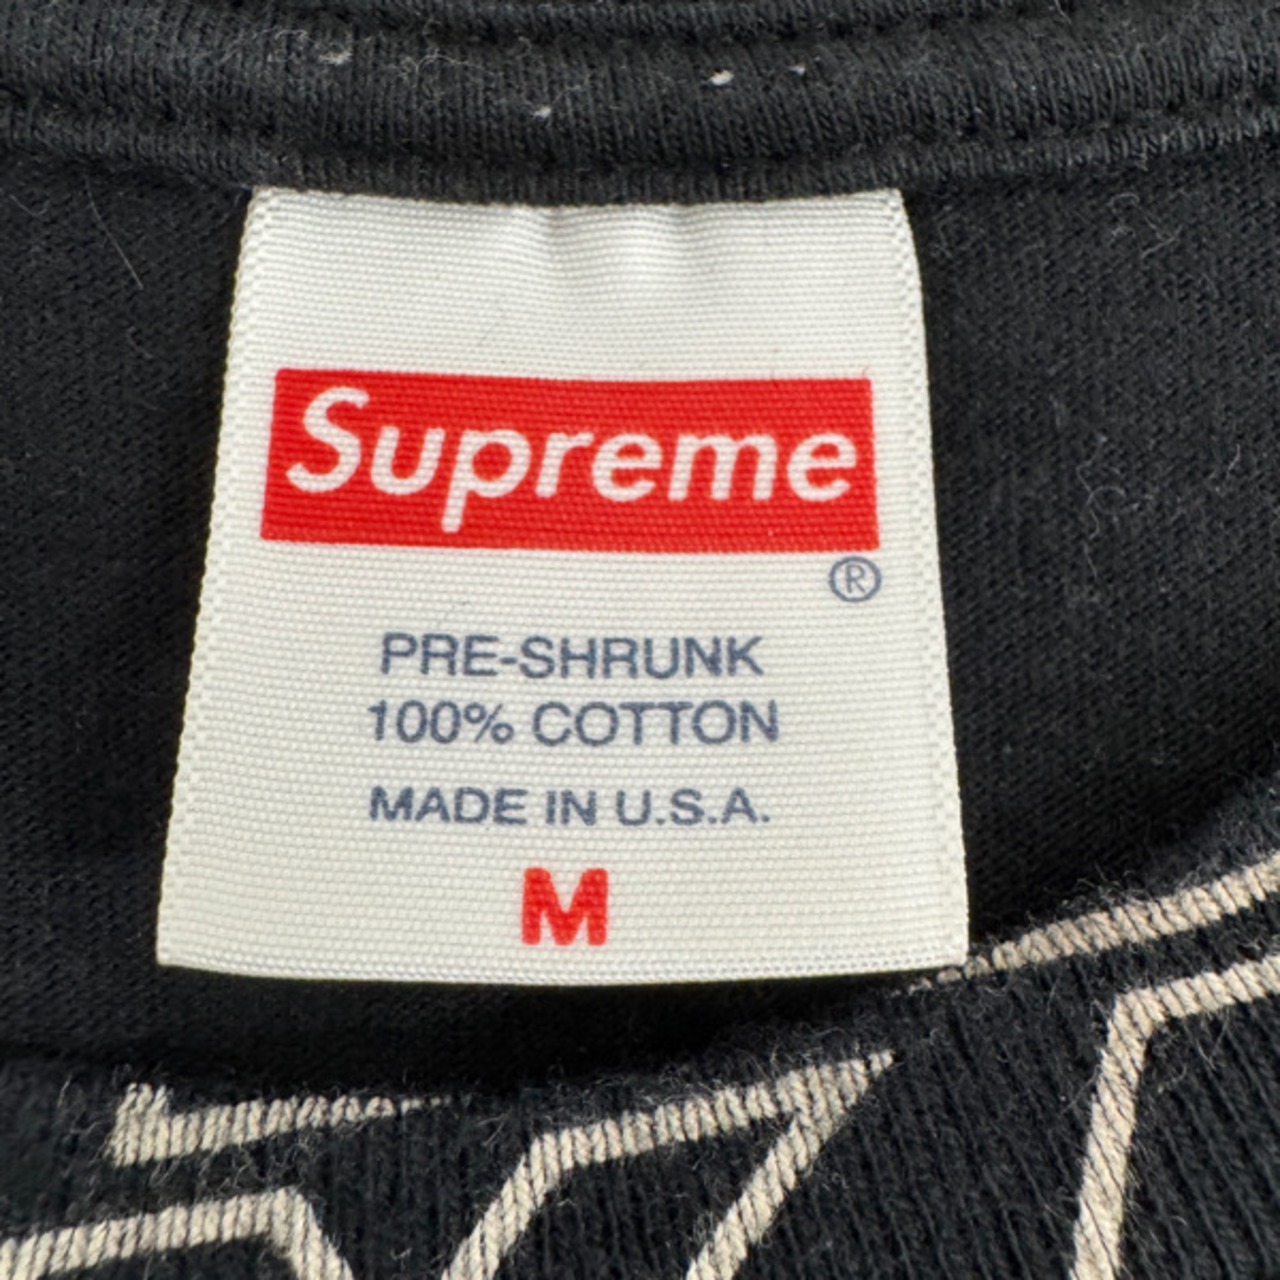 Supreme
®
PRE-SHRUNK
100% COTTON
MADE IN U.S.A.
M